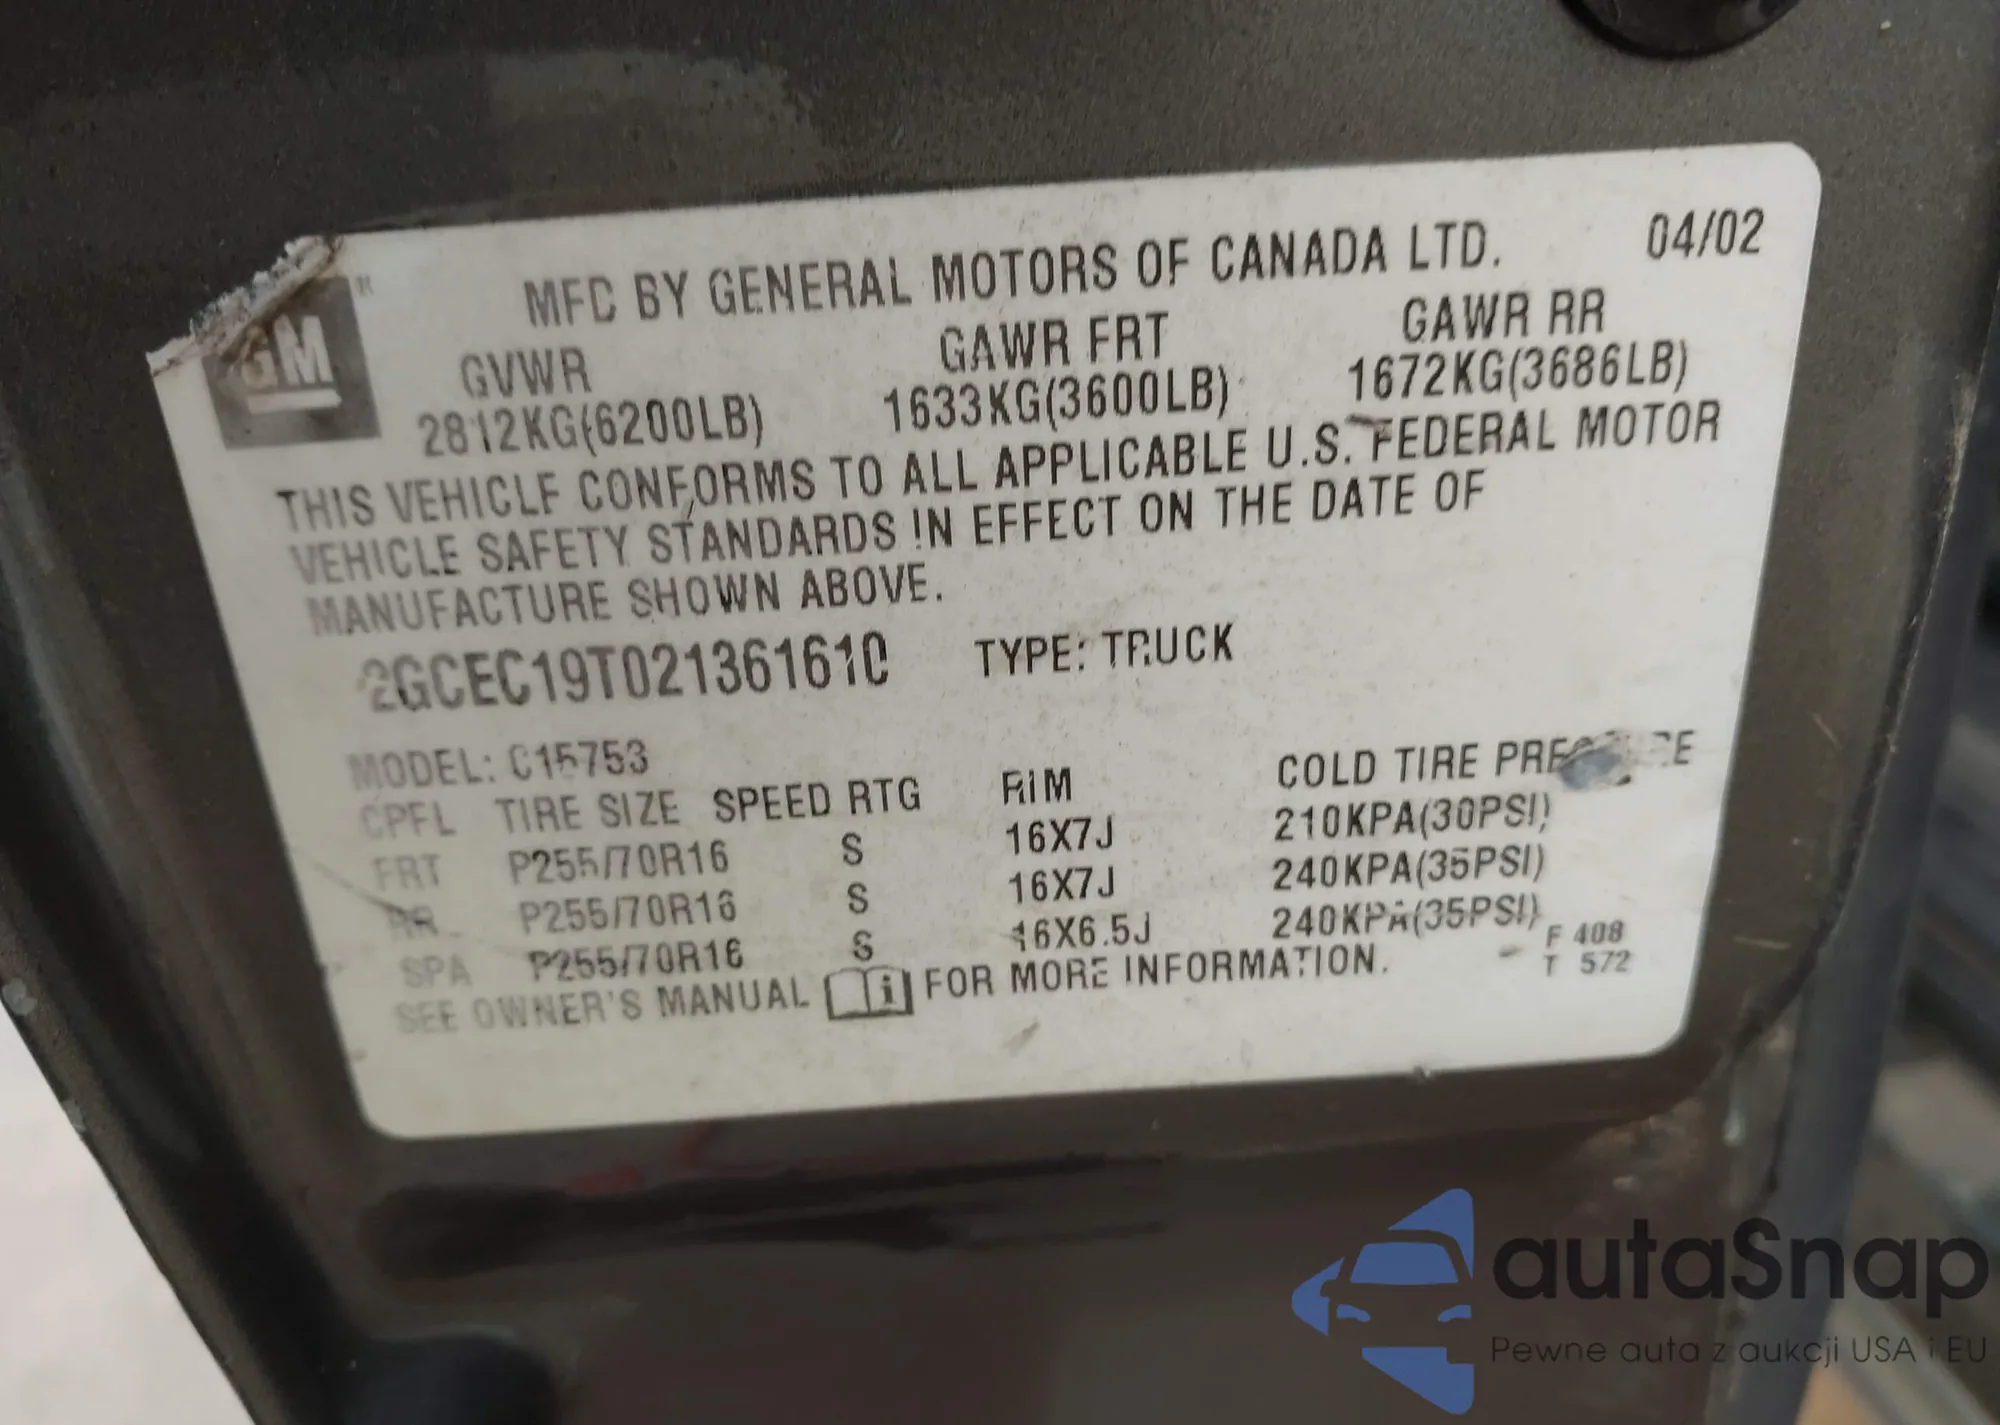 GM
MFD BY GENERAL MOTORS OF CANADA LTD. 04/02
GVWR GAWR FRT GAWR RR
2812KG(6200LB) 1633KG(3600LB) 1672KG(3686LB)
THIS VEHICLE CONFORMS TO ALL APPLICABLE U.S. FEDERAL MOTOR
VEHICLE SAFETY STANDARDS IN EFFECT ON THE DATE OF
MANUFACTURE SHOWN ABOVE.
2GCEC19T021361610 TYPE: TRUCK
MODEL: C15753
CPFL TIRE SIZE SPEED RTG RIM COLD TIRE PRESSURE
FRT P255/70R16 S 16X7J 210KPA(30PSI)
RR P255/70R16 S 16X7J 240KPA(35PSI)
SPA P255/70R16 S 16X6.5J 240KPA(35PSI)
SEE OWNER'S MANUAL i FOR MORE INFORMATION.
F 408
T 572
autaSnap
Pewne auta z aukcji USA i EU